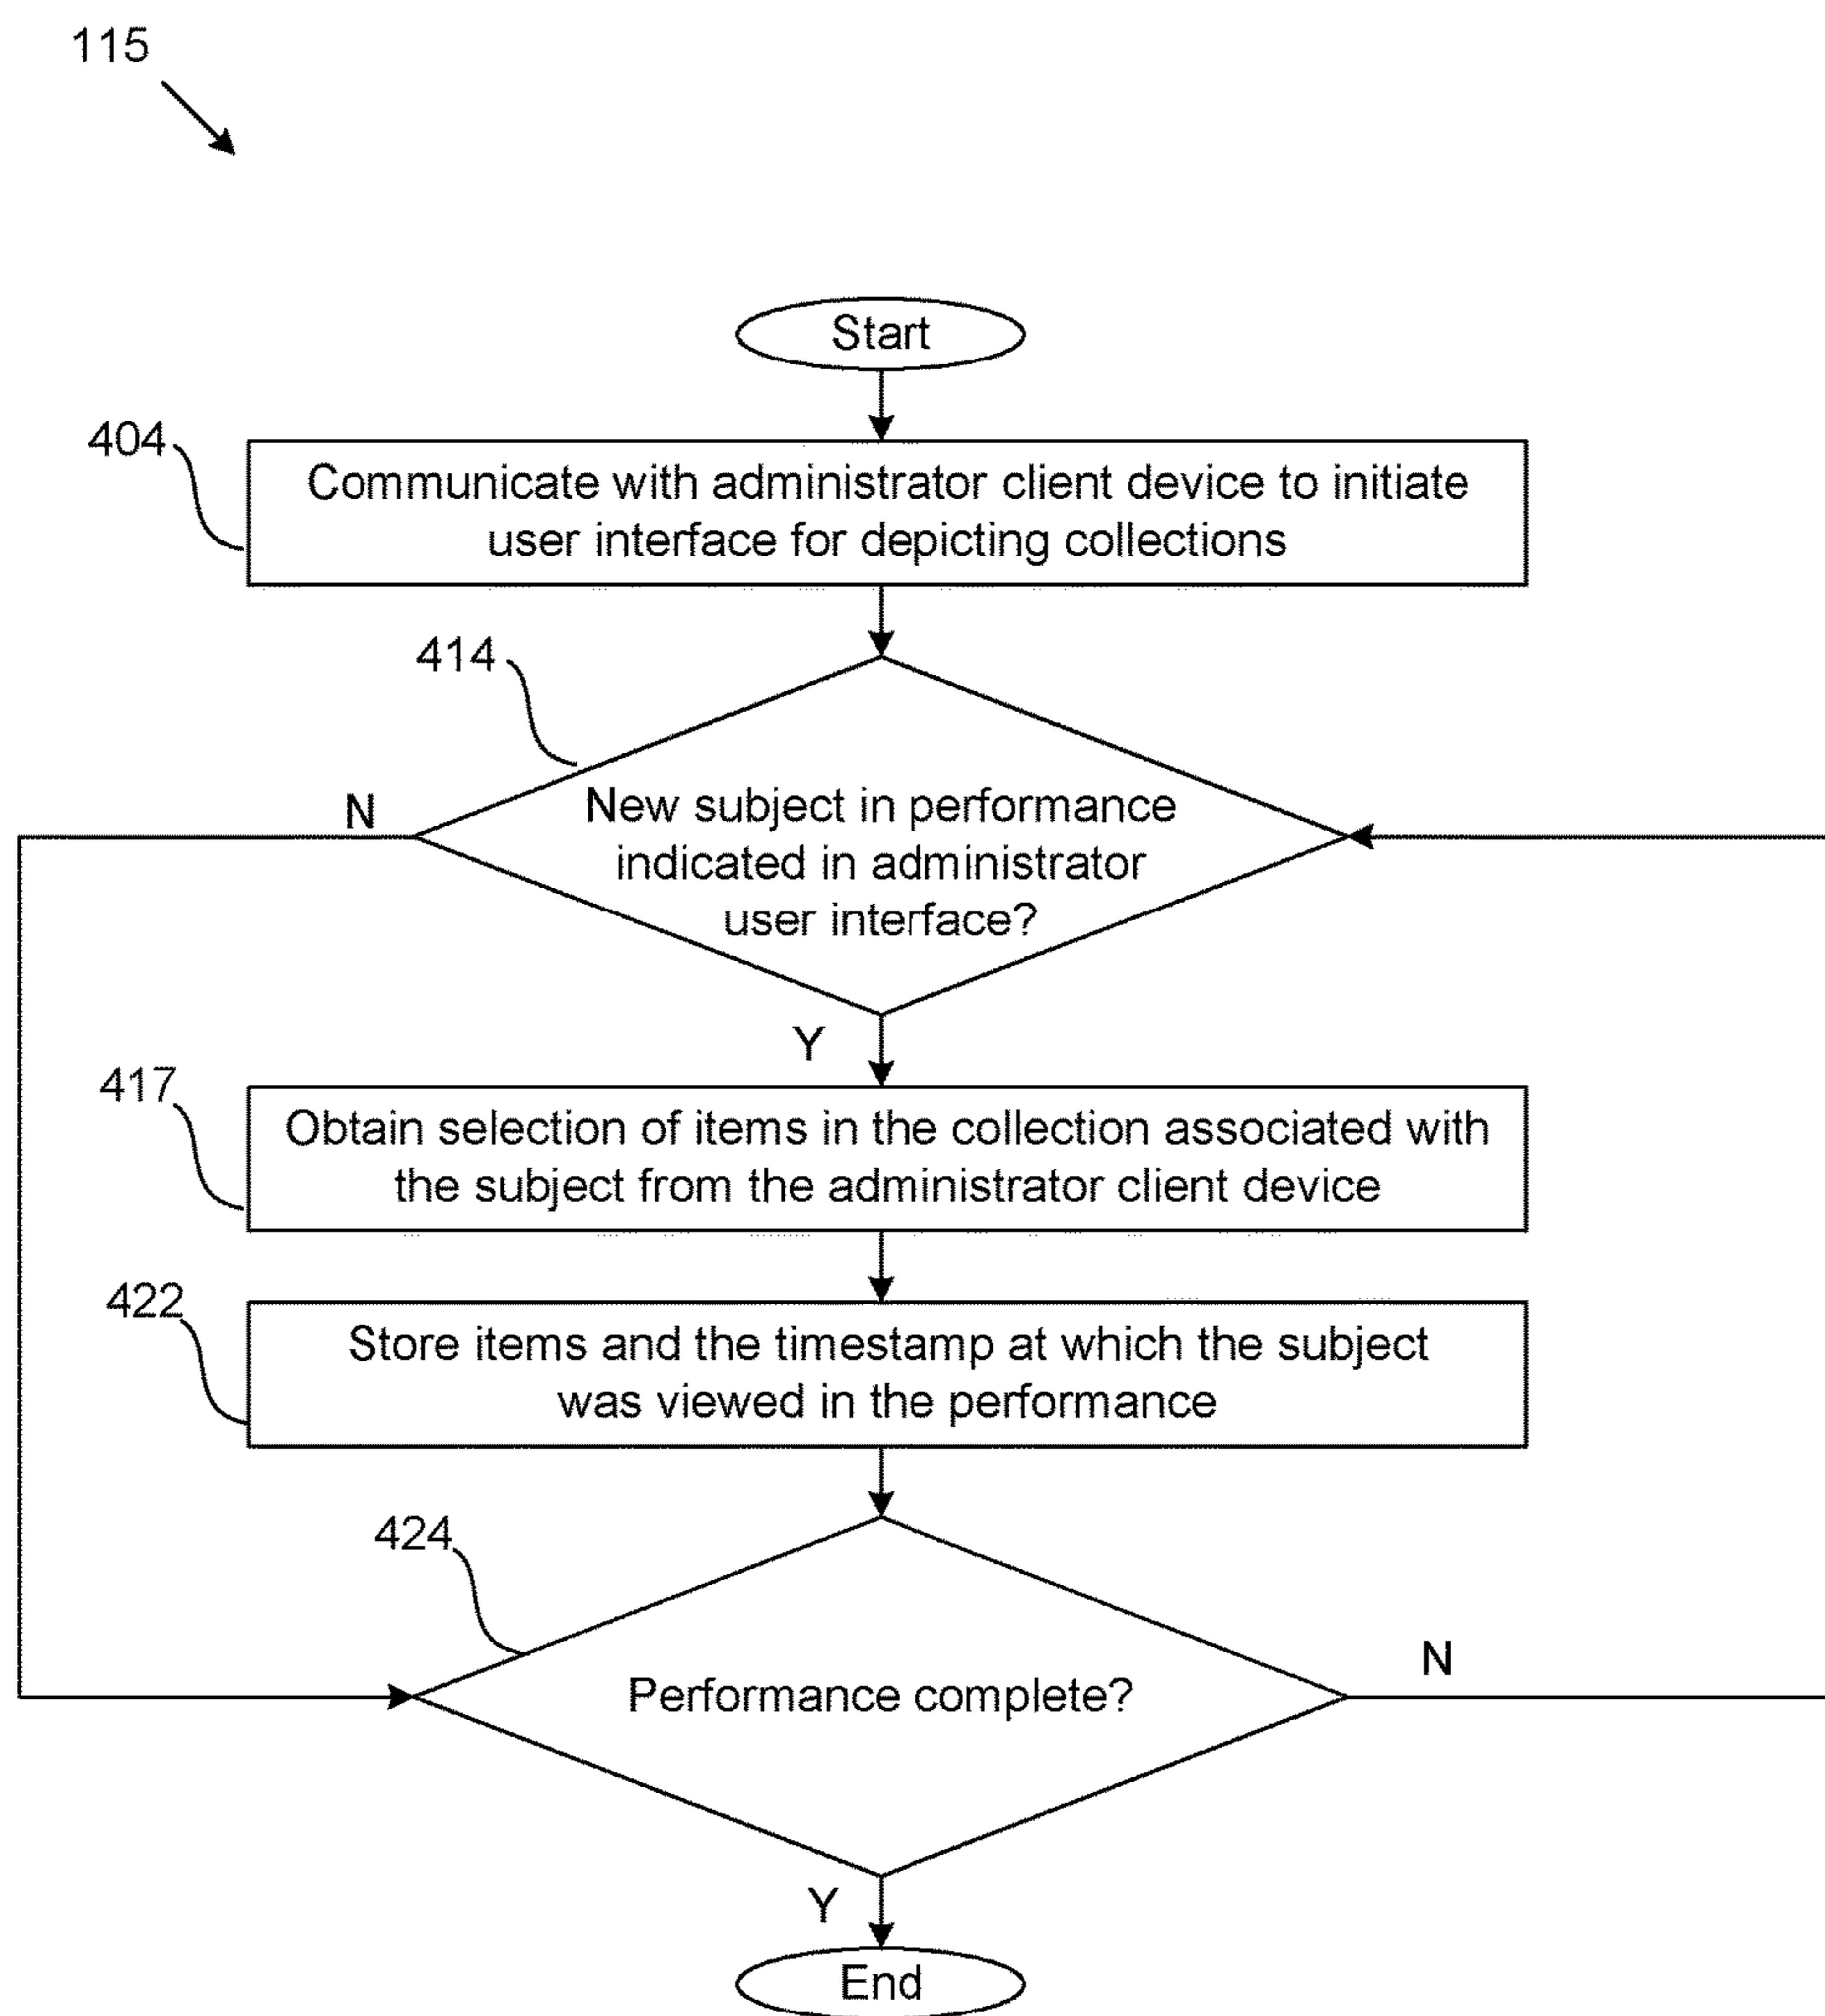 115
Start
404
Communicate with administrator client device to initiate
user interface for depicting collections
414
N
New subject in performance
indicated in administrator
user interface?
Y
417
Obtain selection of items in the collection associated with
the subject from the administrator client device
422
Store items and the timestamp at which the subject
was viewed in the performance
424
N
Performance complete?
Y
End